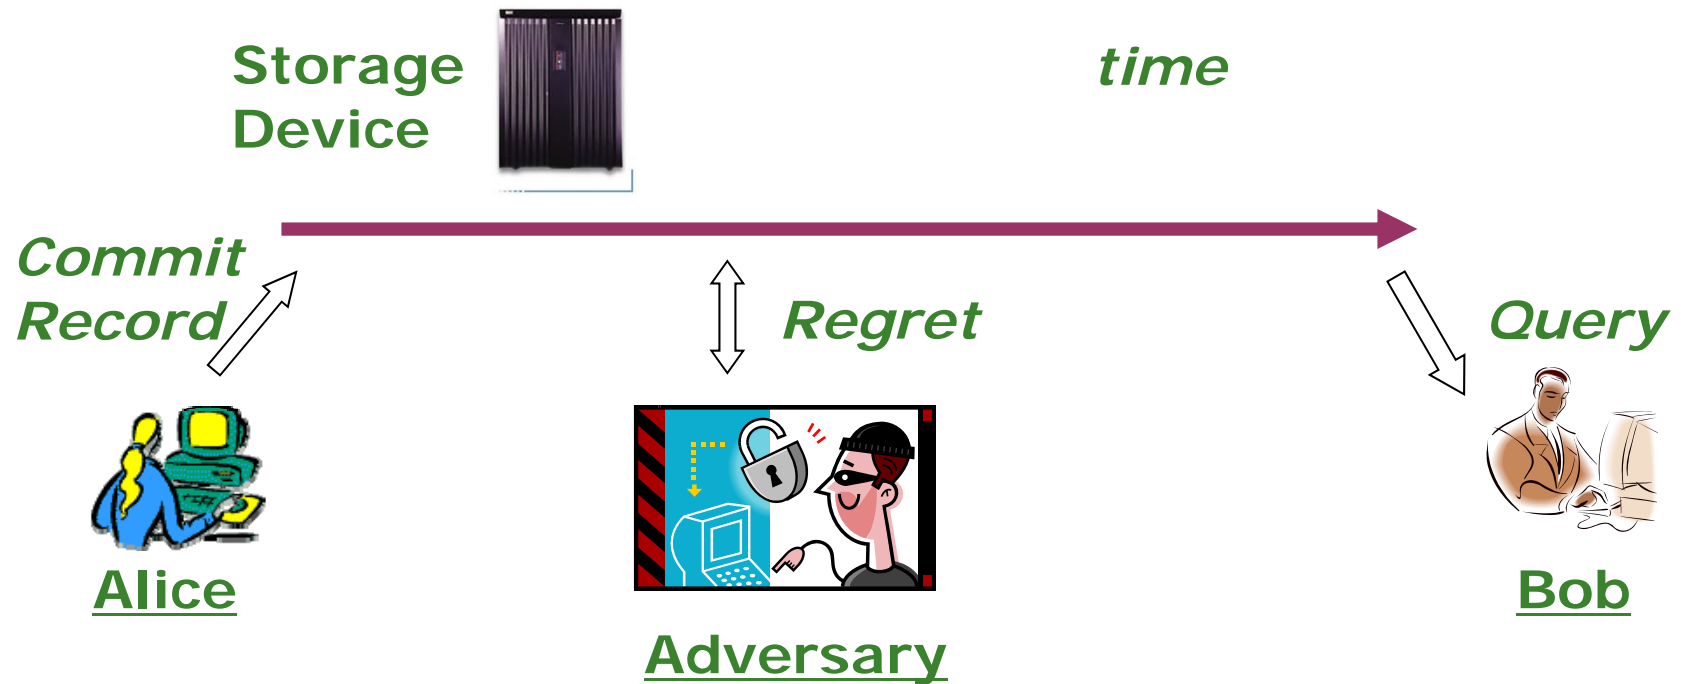 Storage
Device
time
Commit
Record
Regret
Query
Alice
Adversary
Bob